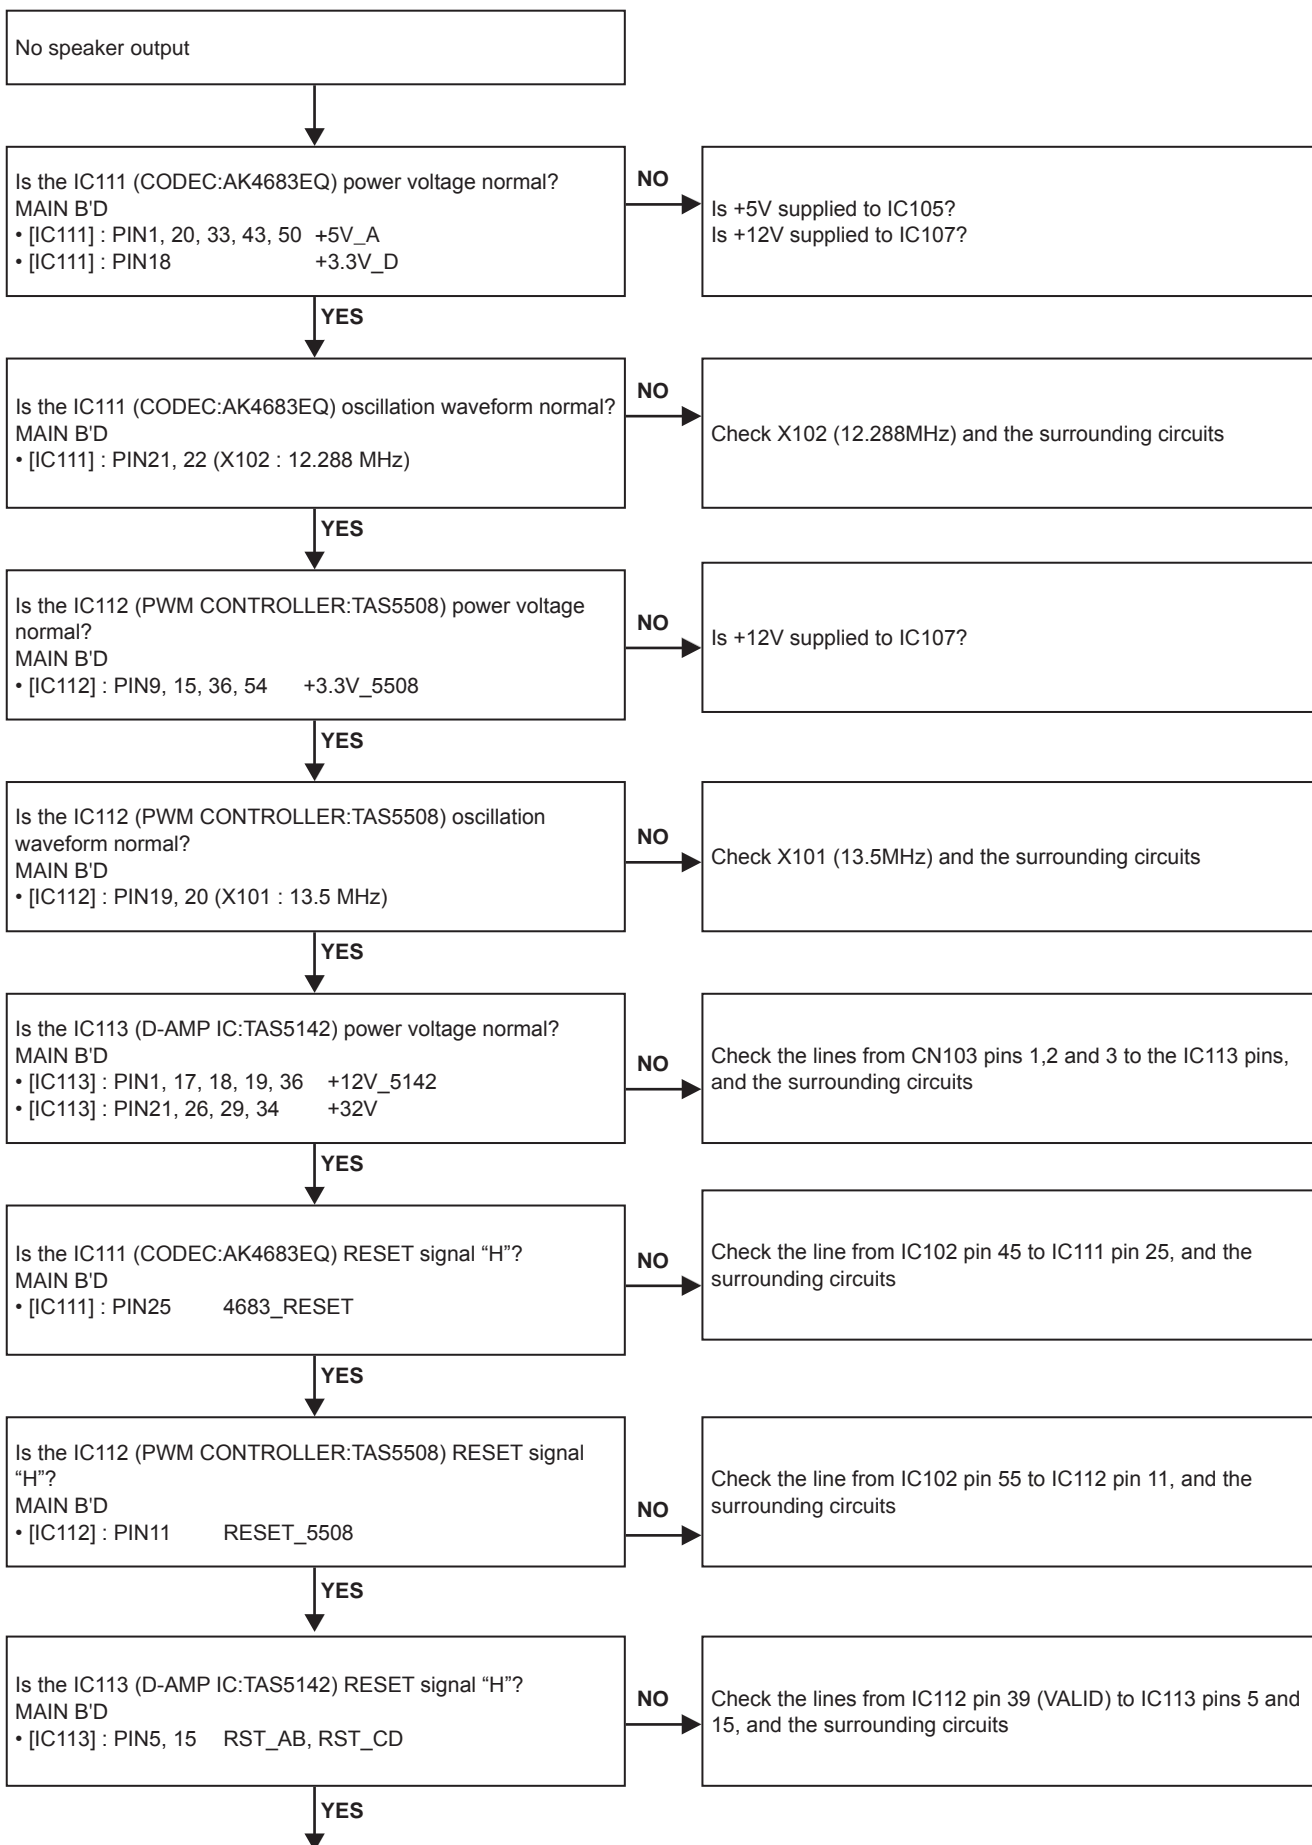 No speaker output
Is the IC111 (CODEC:AK4683EQ) power voltage normal?
MAIN B'D
• [IC111] : PIN1, 20, 33, 43, 50 +5V_A
• [IC111] : PIN18 +3.3V_D
NO
Is +5V supplied to IC105?
Is +12V supplied to IC107?
YES
Is the IC111 (CODEC:AK4683EQ) oscillation waveform normal?
MAIN B'D
• [IC111] : PIN21, 22 (X102 : 12.288 MHz)
NO
Check X102 (12.288MHz) and the surrounding circuits
YES
Is the IC112 (PWM CONTROLLER:TAS5508) power voltage
normal?
MAIN B'D
• [IC112] : PIN9, 15, 36, 54 +3.3V_5508
NO
Is +12V supplied to IC107?
YES
Is the IC112 (PWM CONTROLLER:TAS5508) oscillation
waveform normal?
MAIN B'D
• [IC112] : PIN19, 20 (X101 : 13.5 MHz)
NO
Check X101 (13.5MHz) and the surrounding circuits
YES
Is the IC113 (D-AMP IC:TAS5142) power voltage normal?
MAIN B'D
• [IC113] : PIN1, 17, 18, 19, 36 +12V_5142
• [IC113] : PIN21, 26, 29, 34 +32V
NO
Check the lines from CN103 pins 1,2 and 3 to the IC113 pins,
and the surrounding circuits
YES
Is the IC111 (CODEC:AK4683EQ) RESET signal “H”?
MAIN B'D
• [IC111] : PIN25 4683_RESET
NO
Check the line from IC102 pin 45 to IC111 pin 25, and the
surrounding circuits
YES
Is the IC112 (PWM CONTROLLER:TAS5508) RESET signal
“H”?
MAIN B'D
• [IC112] : PIN11 RESET_5508
NO
Check the line from IC102 pin 55 to IC112 pin 11, and the
surrounding circuits
YES
Is the IC113 (D-AMP IC:TAS5142) RESET signal “H”?
MAIN B'D
• [IC113] : PIN5, 15 RST_AB, RST_CD
NO
Check the lines from IC112 pin 39 (VALID) to IC113 pins 5 and
15, and the surrounding circuits
YES